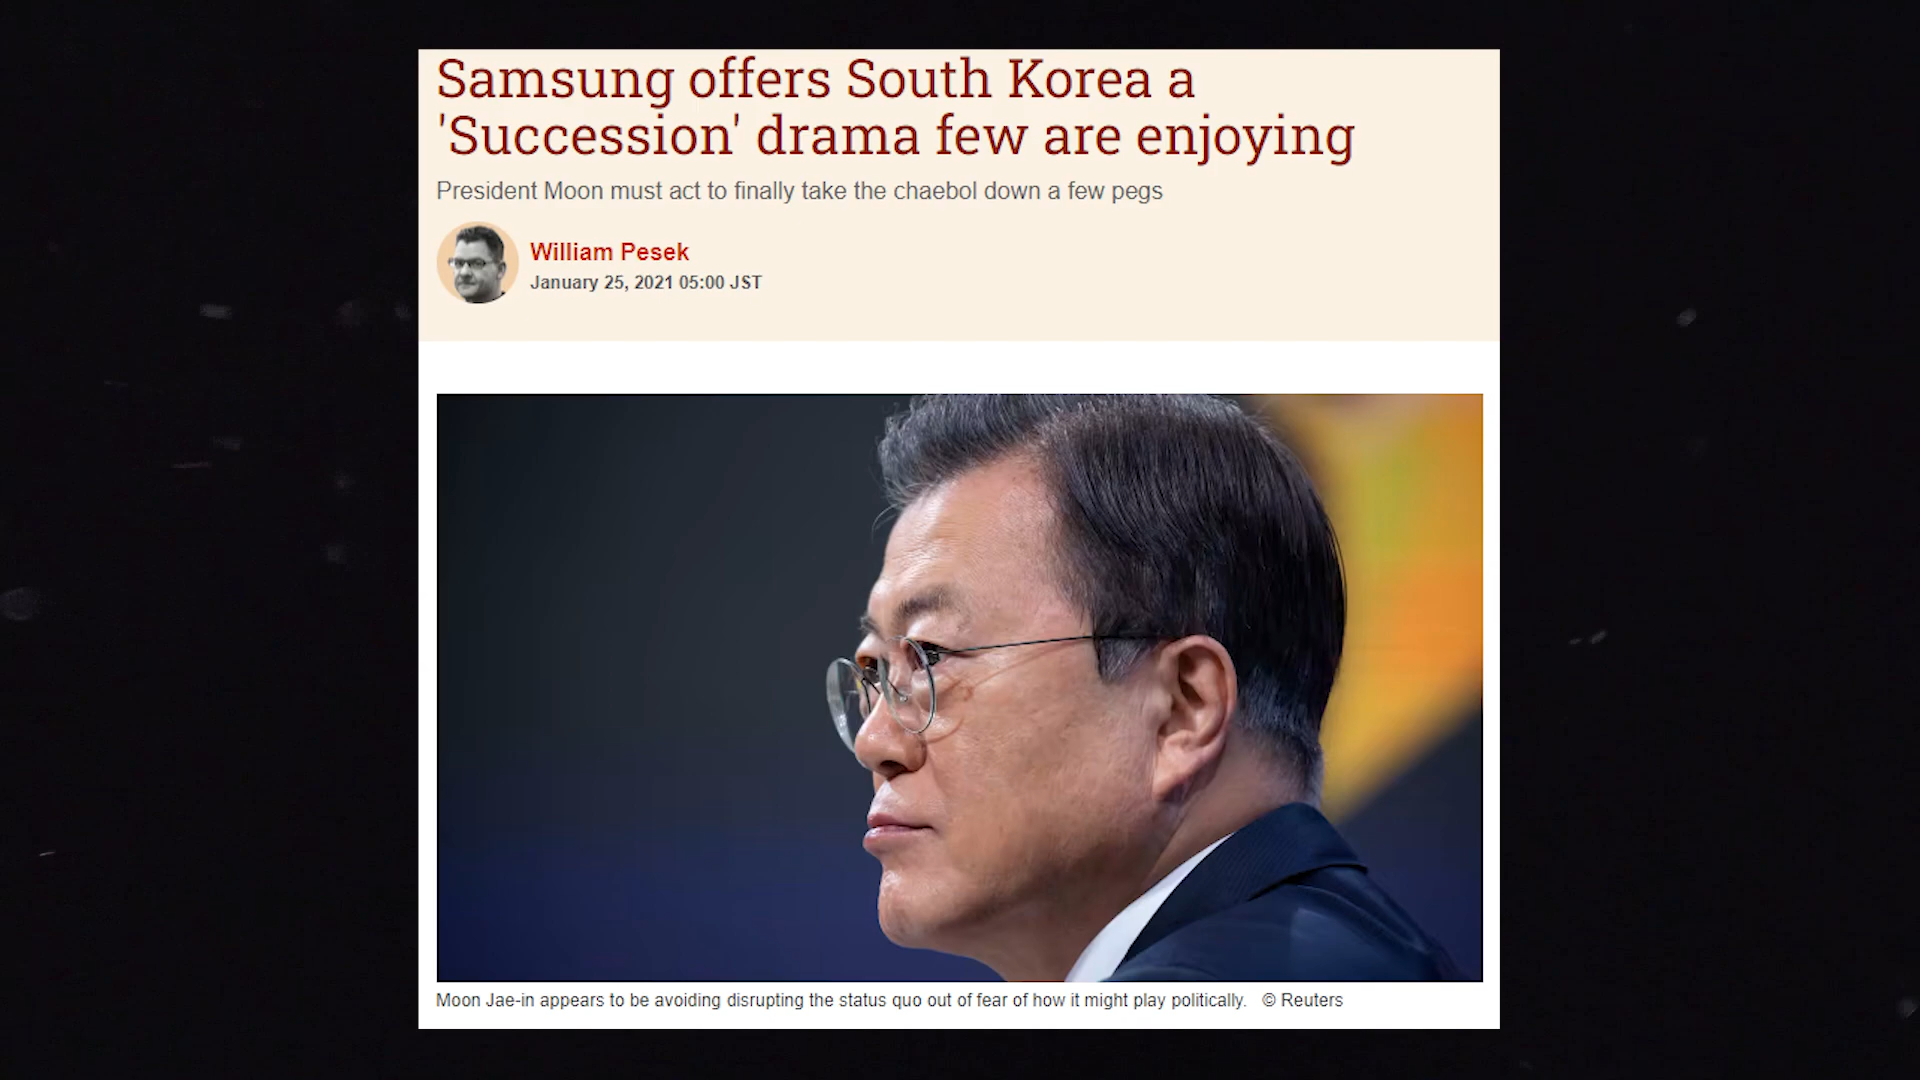 Samsung offers South Korea a
'Succession' drama few are enjoying
President Moon must act to finally take the chaebol down a few pegs
William Pesek
January 25, 2021 05:00 JST
Moon Jae-in appears to be avoiding disrupting the status quo out of fear of how it might play politically. © Reuters